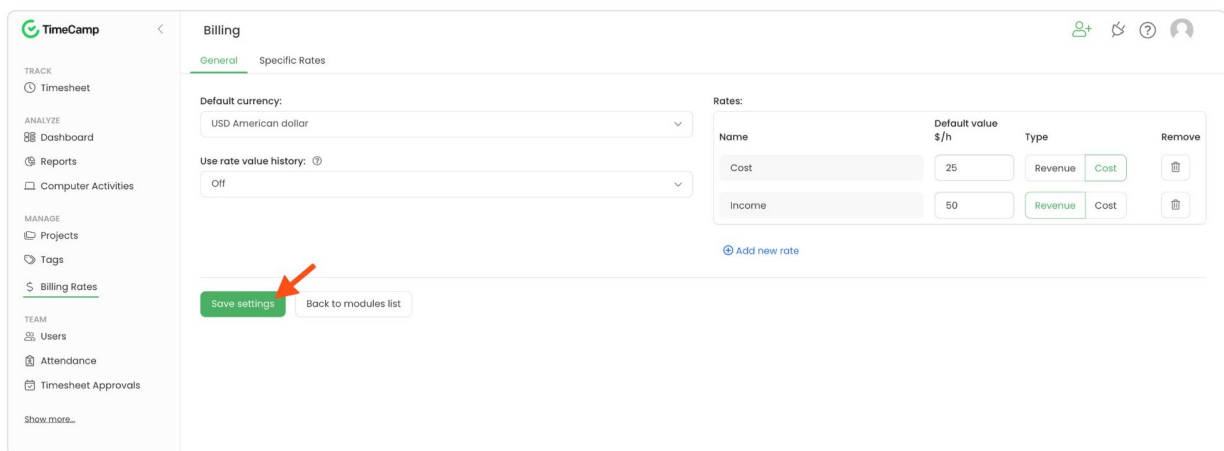 TimeCamp
TRACK
Timesheet
ANALYZE
Dashboard
Reports
Computer Activities
MANAGE
Projects
Tags
$ Billing Rates
TEAM
Users
Attendance
Timesheet Approvals
Show more...
Billing
General Specific Rates
Default currency:
USD American dollar
Use rate value history: ?
Off
Rates:
Name Default value $/h Type Remove
Cost 25 Revenue Cost
Income 50 Revenue Cost
Add new rate
Save settings Back to modules list